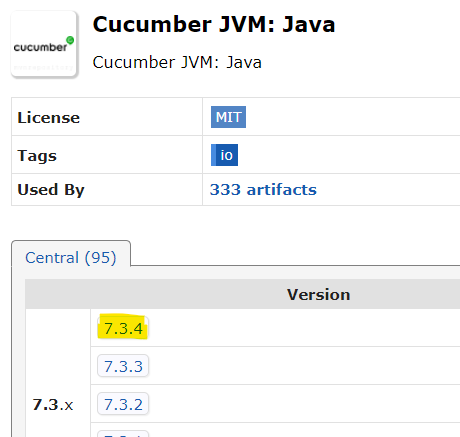 cucumber
Cucumber JVM: Java
Cucumber JVM: Java
License MIT
Tags io
Used By 333 artifacts
Central (95)
Version
7.3.4
7.3.3
7.3.x 7.3.2